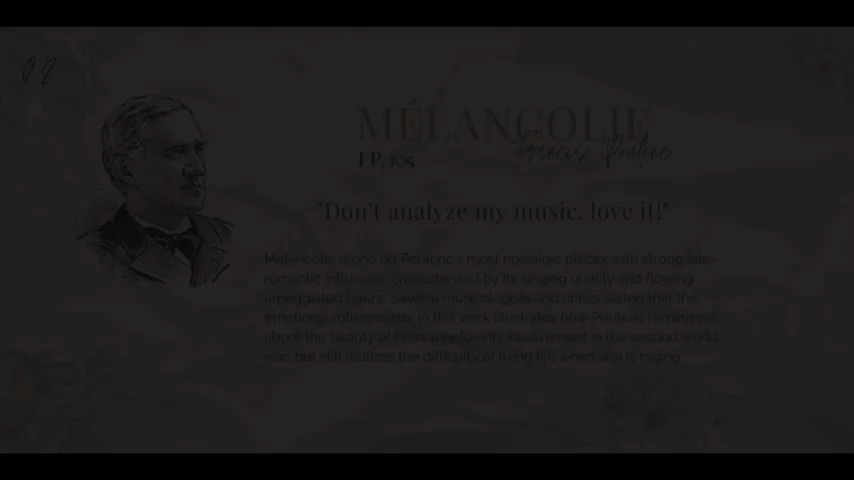 02
MÉLANCOLIE
Francis Poulenc
FP. 105
"Don't analyze my music, love it!"
Mélancolie is one od Poulenc's most nostalgic pieces with strong late-
romantic influence, characterised by its singing quality and flowing
arpeggiated figure. Several musicologists and critics stated that the
emotional rollercoaster in this work illustrates how Poulenc reminisces
about the beauty of France before its involvement in the second world
war, but still realizes the difficulty of living life when war is raging.